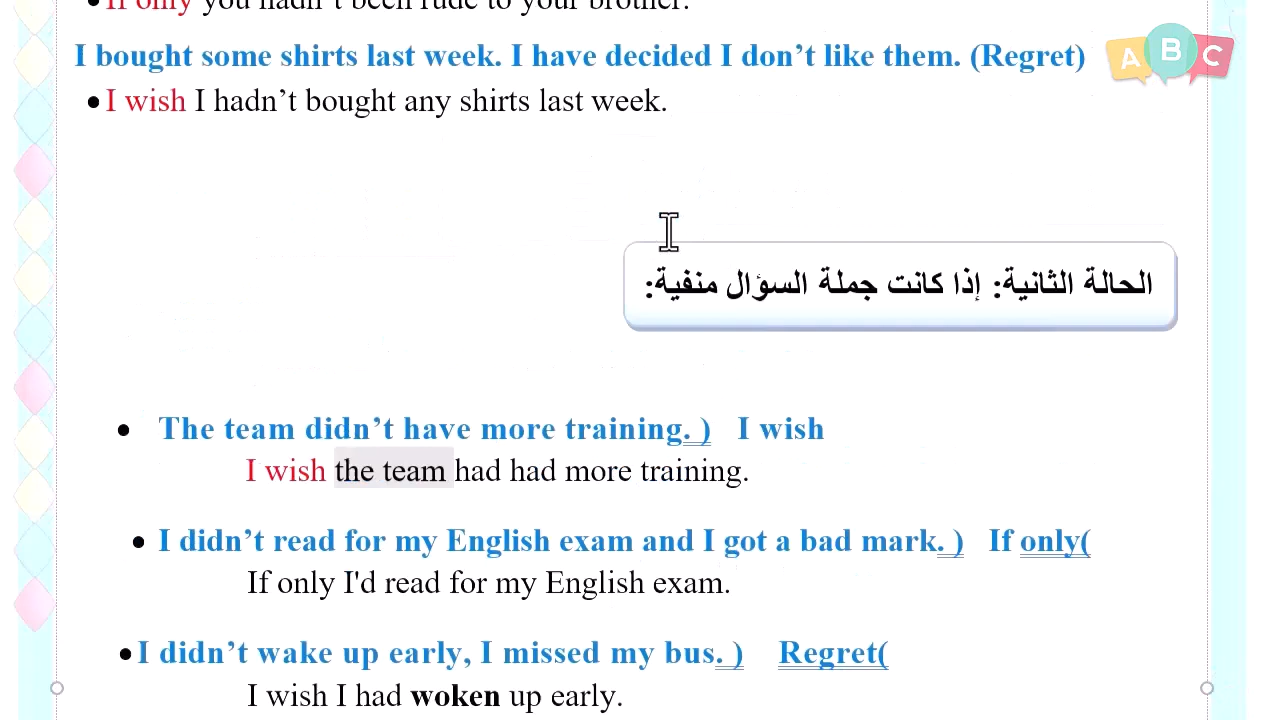 If only you hadn't been rude to your brother.
I bought some shirts last week. I have decided I don't like them. (Regret)
A B C
•I wish I hadn't bought any shirts last week.
الحالة الثانية: إذا كانت جملة السؤال منفية:
• The team didn't have more training. ) I wish
I wish the team had had more training.
• I didn't read for my English exam and I got a bad mark. ) If only(
If only I'd read for my English exam.
•I didn't wake up early, I missed my bus. ) Regret(
I wish I had woken up early.